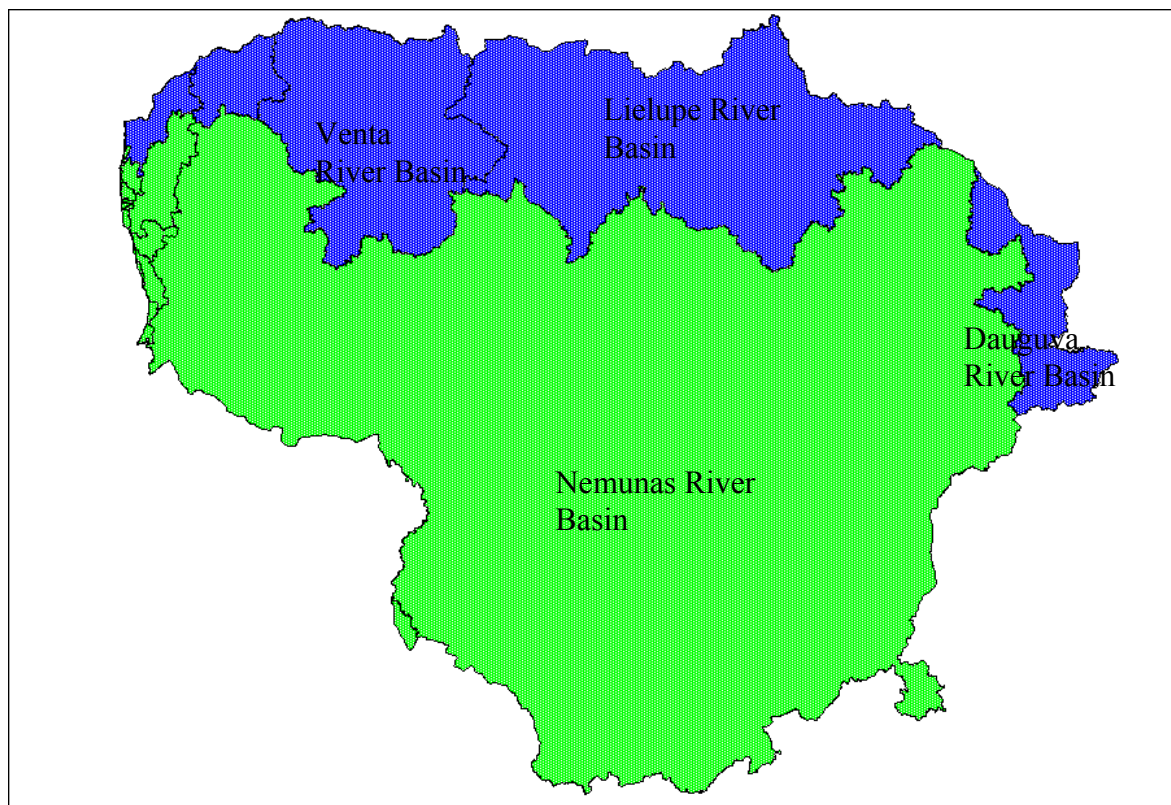 Lielupe River
Basin
Venta
River Basin
Dauguva
River Basin
Nemunas River
Basin